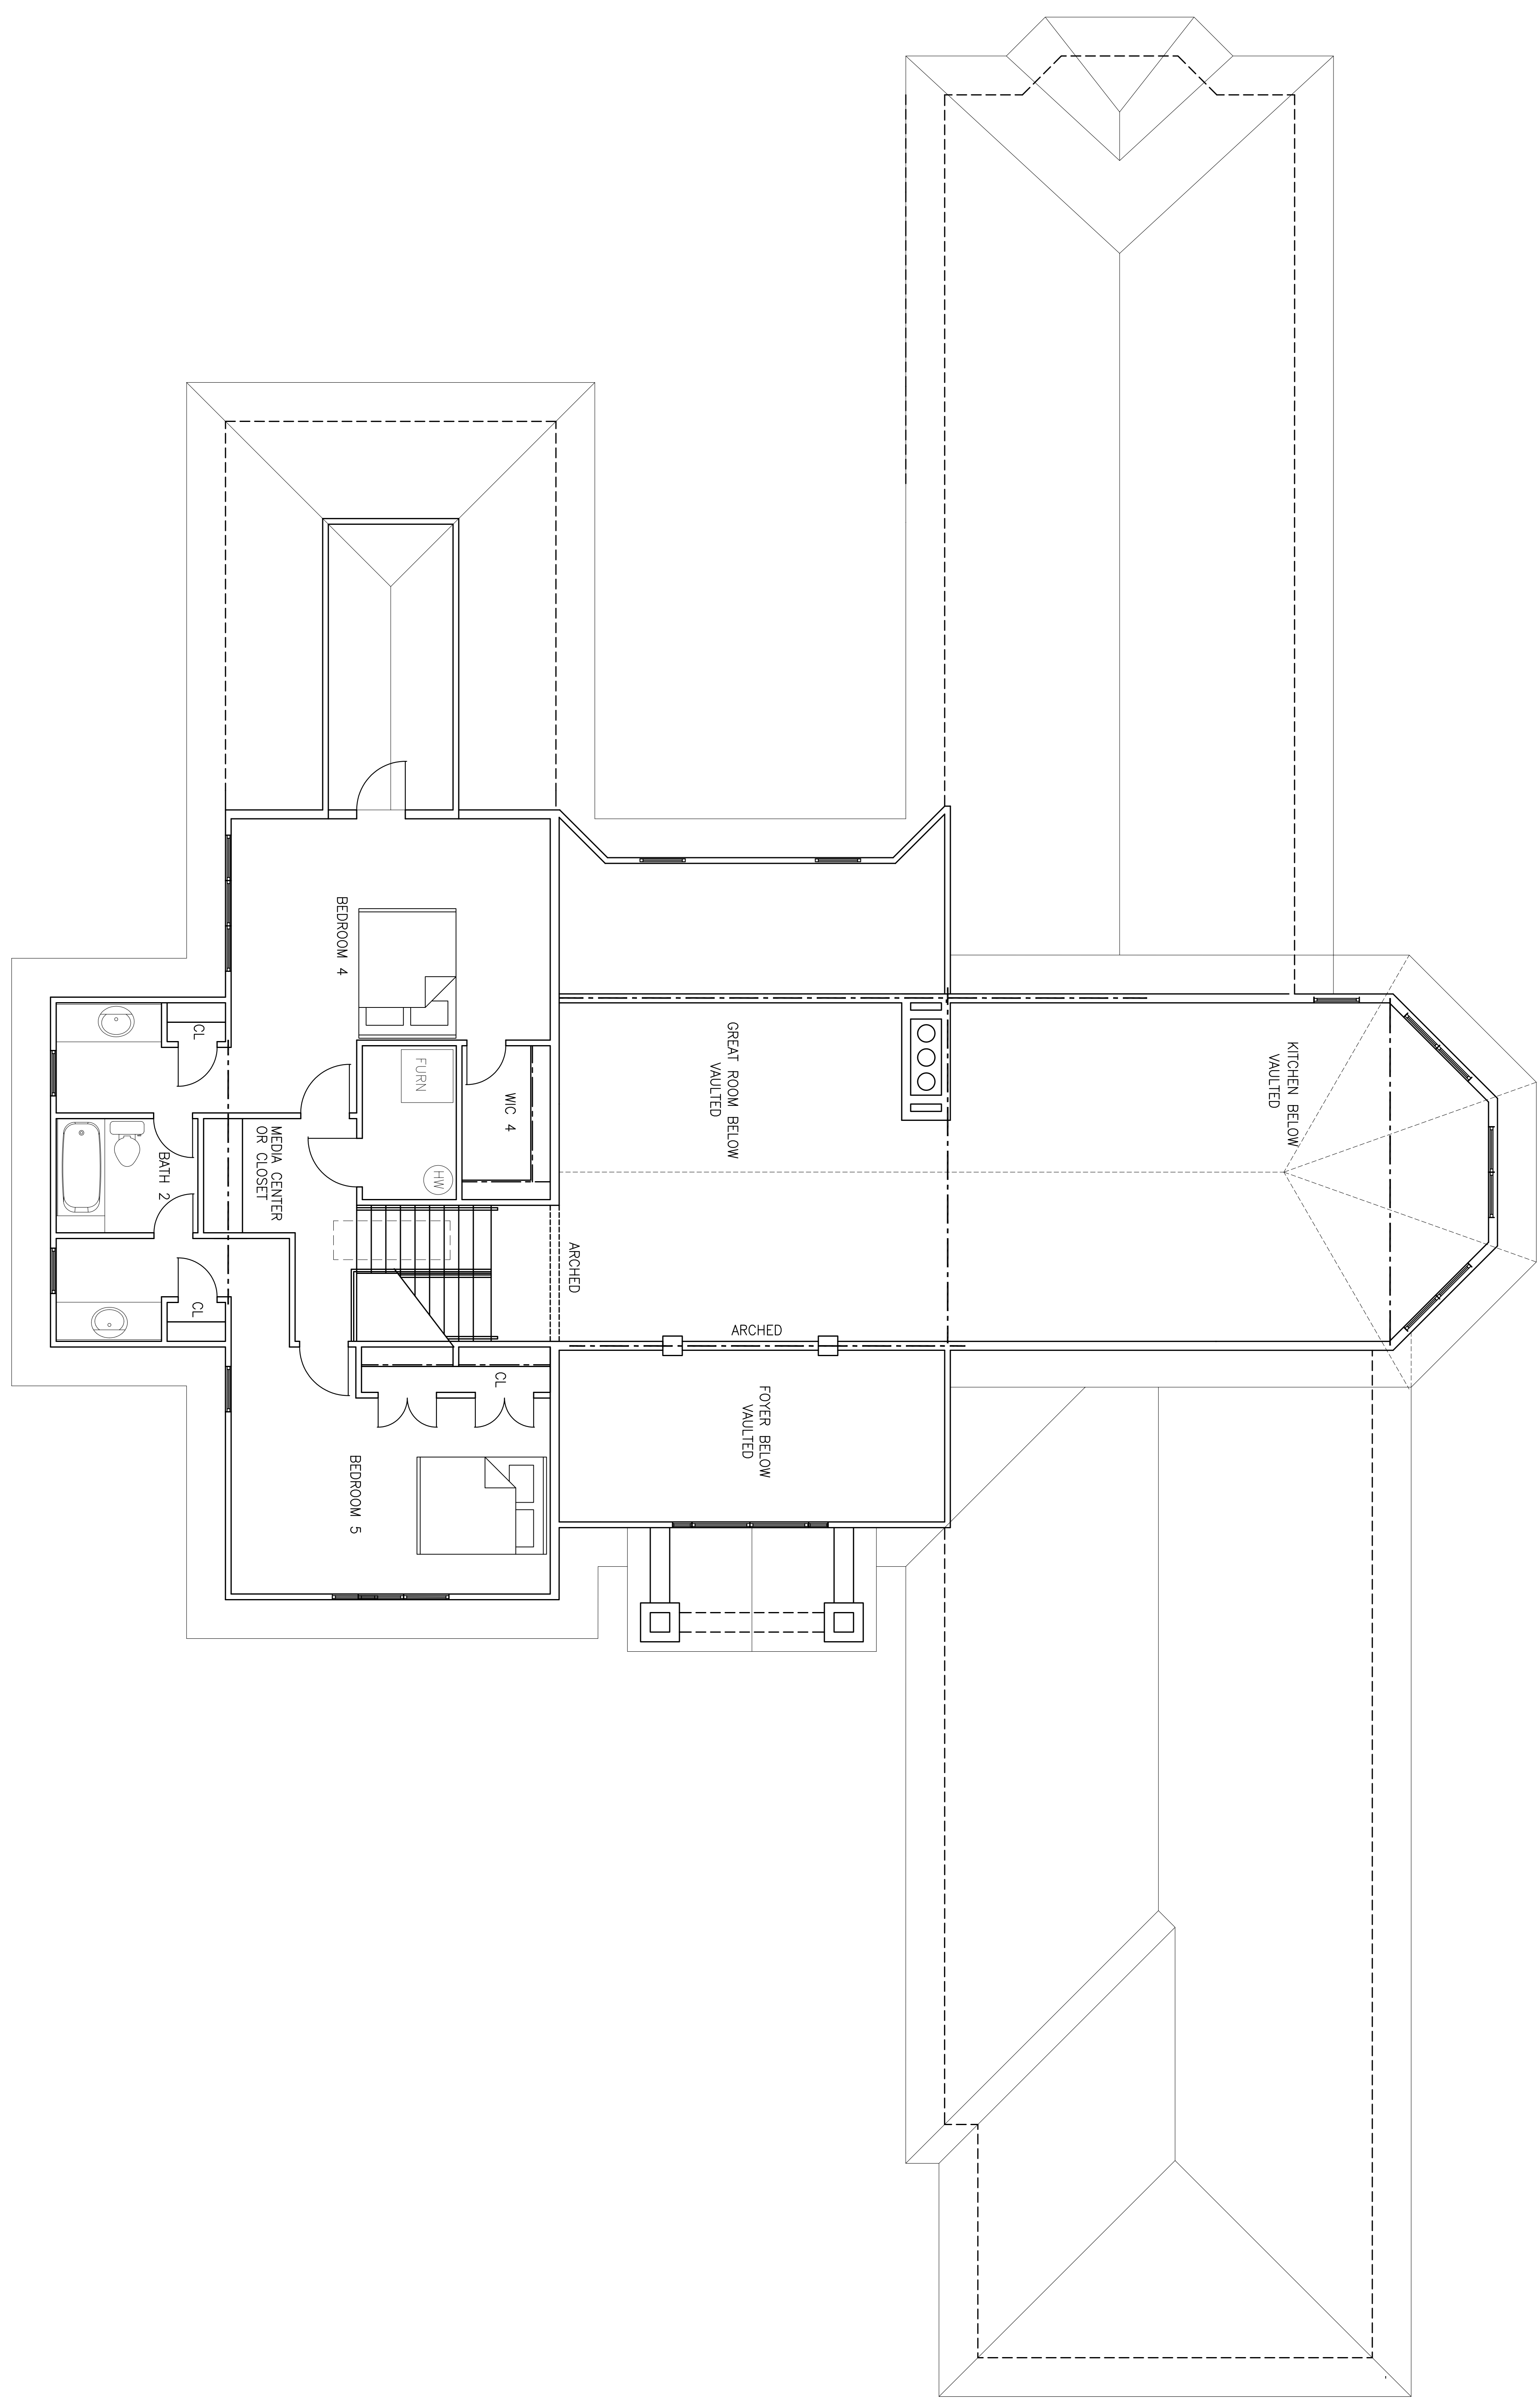 BEDROOM 4
CL
FURN
WIC 4
HW
GREAT ROOM BELOW
VAULTED
KITCHEN BELOW
VAULTED
MEDIA CENTER
OR CLOSET
BATH 2
ARCHED
ARCHED
CL
CL
FOYER BELOW
VAULTED
BEDROOM 5